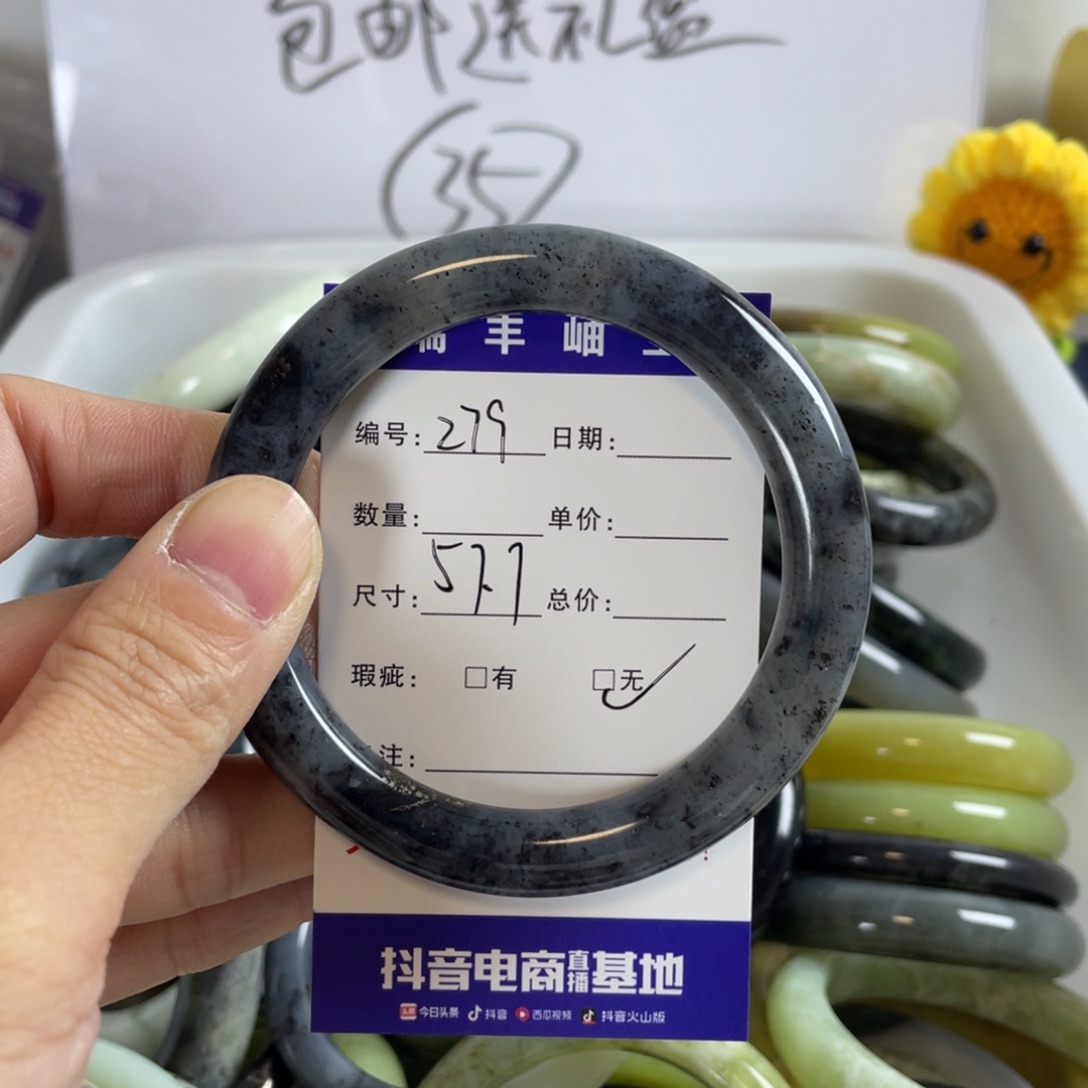 包邮送礼盒
35
丰岫
编号: 279 日期:
数量: 单价:
尺寸: 57.7 总价:
瑕疵: □有 □无
注:
抖音电商直播基地
头条 今日头条 抖音 西瓜视频 抖音火山版